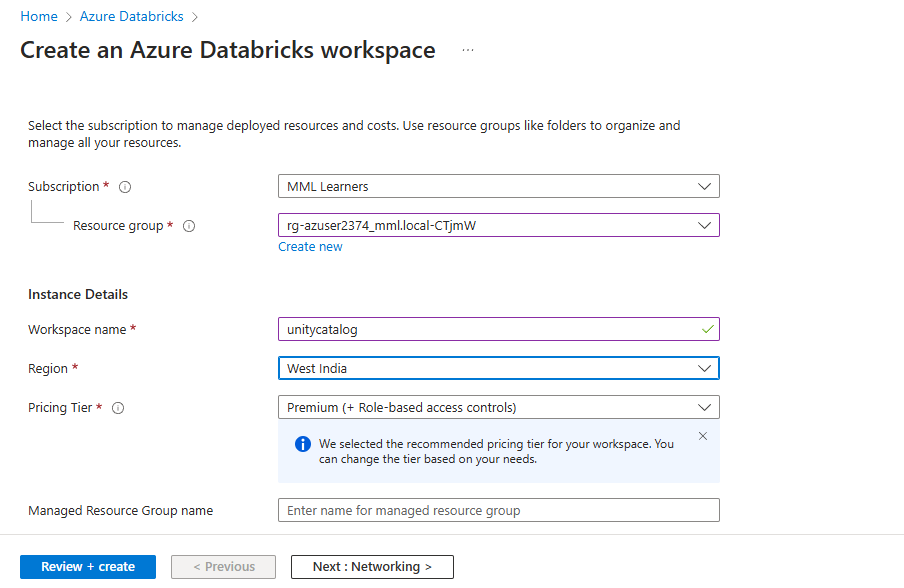 Home > Azure Databricks >
Create an Azure Databricks workspace ...
Select the subscription to manage deployed resources and costs. Use resource groups like folders to organize and
manage all your resources.
Subscription * MML Learners
Resource group * rg-azuser2374_mml.local-CTjmW
Create new
Instance Details
Workspace name * unitycatalog
Region * West India
Pricing Tier * Premium (+ Role-based access controls)
We selected the recommended pricing tier for your workspace. You
can change the tier based on your needs.
Managed Resource Group name Enter name for managed resource group
Review + create < Previous Next : Networking >